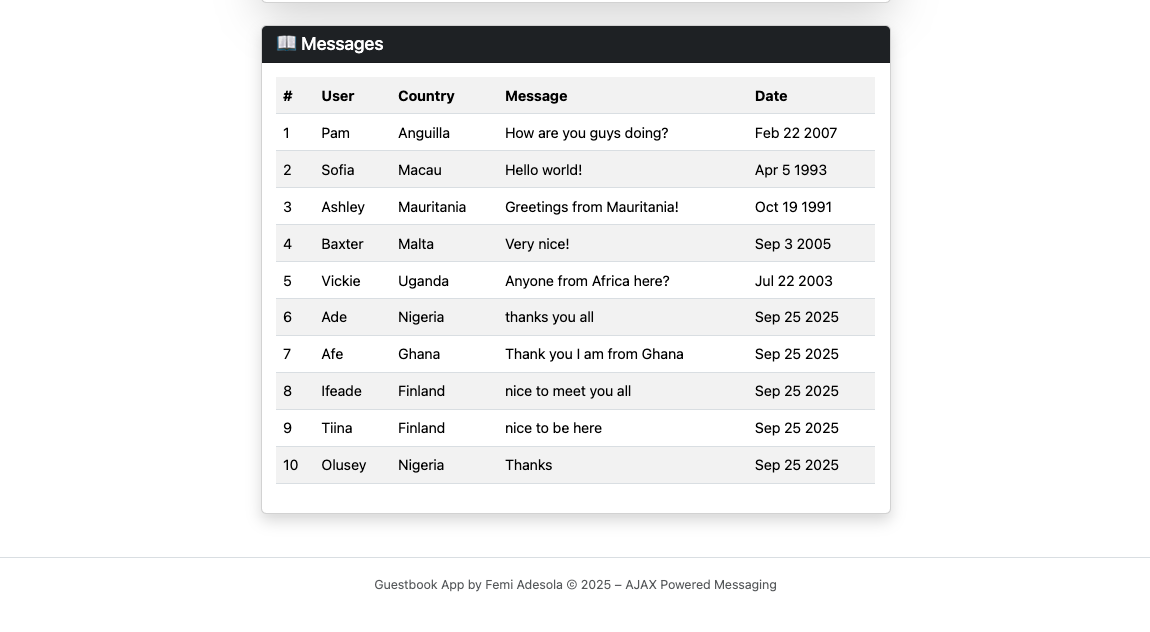 📖 Messages
# User Country Message Date
1 Pam Anguilla How are you guys doing? Feb 22 2007
2 Sofia Macau Hello world! Apr 5 1993
3 Ashley Mauritania Greetings from Mauritania! Oct 19 1991
4 Baxter Malta Very nice! Sep 3 2005
5 Vickie Uganda Anyone from Africa here? Jul 22 2003
6 Ade Nigeria thanks you all Sep 25 2025
7 Afe Ghana Thank you I am from Ghana Sep 25 2025
8 Ifeade Finland nice to meet you all Sep 25 2025
9 Tiina Finland nice to be here Sep 25 2025
10 Olusey Nigeria Thanks Sep 25 2025
Guestbook App by Femi Adesola © 2025 – AJAX Powered Messaging